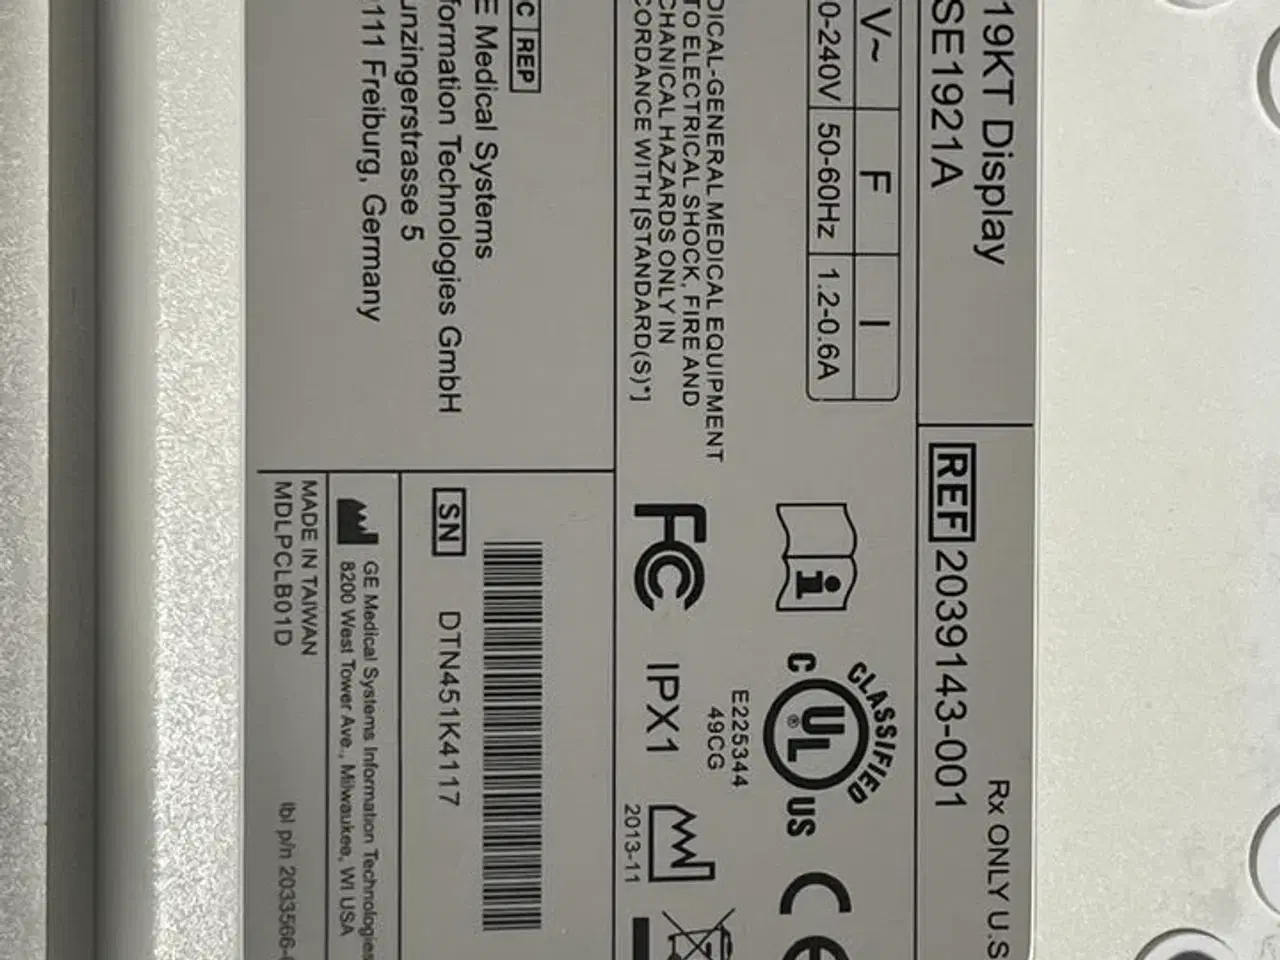 19KT Display
SE1921A
REF 2039143-001
Rx ONLY U.S
V~ F I
0-240V 50-60Hz 1.2-0.6A
DICAL-GENERAL MEDICAL EQUIPMENT
TO ELECTRICAL SHOCK, FIRE AND
CHANICAL HAZARDS ONLY IN
CORDANCE WITH [STANDARD(S)*]
i
CLASSIFIED
C UL ® US
CE
E225344
49CG
FC IPX1
2013-11
C REP
E Medical Systems
formation Technologies GmbH
unzingerstrasse 5
111 Freiburg, Germany
SN DTN451K4117
GE Medical Systems Information Technologies
8200 West Tower Ave., Milwaukee, WI USA
MADE IN TAIWAN
MDLPCLB01D
lbl p/n 2033566-